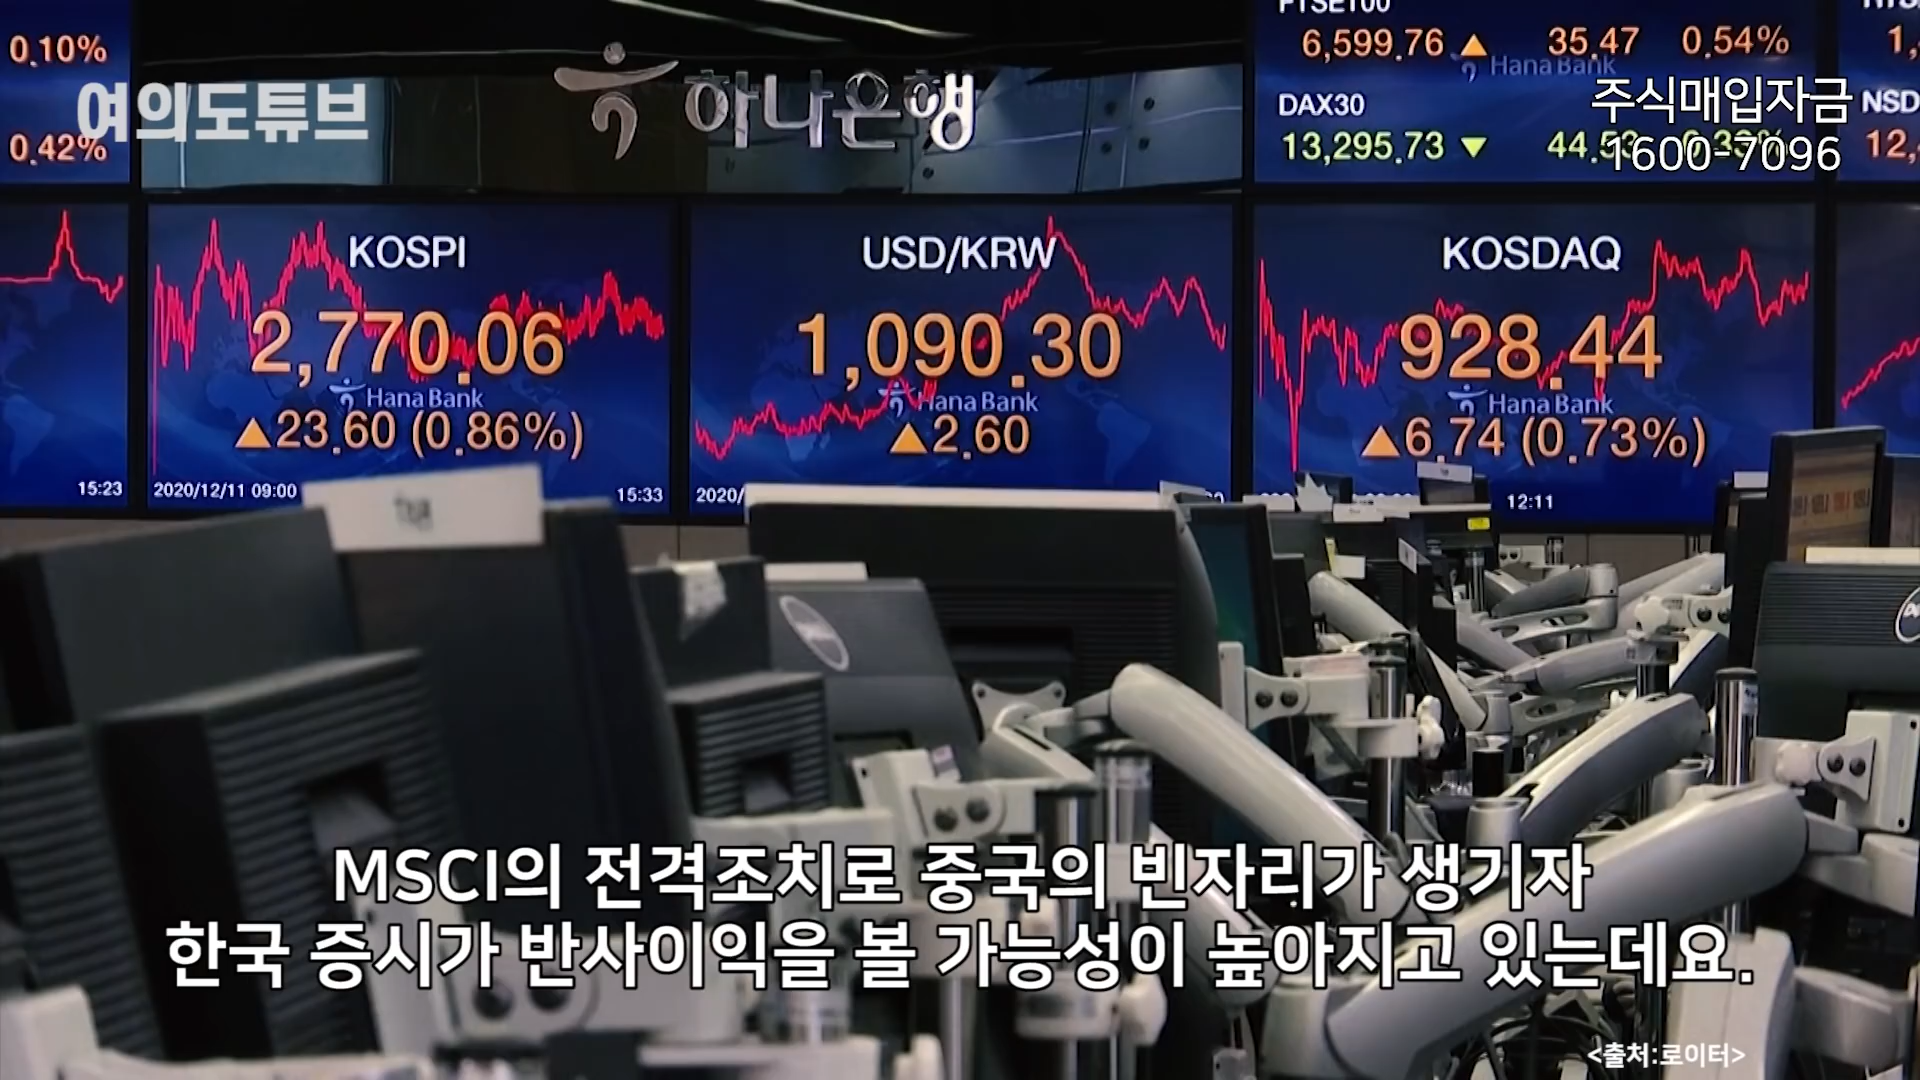 0.10%
0.42%
여의도튜브
하나은행
FTSE100
6,599.76 ▲ 35.47 0.54%
Hana Bank
DAX30
13,295.73 ▼ 44.53 0.33%
주식매입자금
1600-7096
NSD
KOSPI
2,770.06
Hana Bank
▲23.60 (0.86%)
15:23
2020/12/11 09:00 15:33
USD/KRW
1,090.30
Hana Bank
▲2.60
2020/
KOSDAQ
928.44
Hana Bank
▲6.74 (0.73%)
12:11
MSCI의 전격조치로 중국의 빈자리가 생기자
한국 증시가 반사이익을 볼 가능성이 높아지고 있는데요.
<출처:로이터>